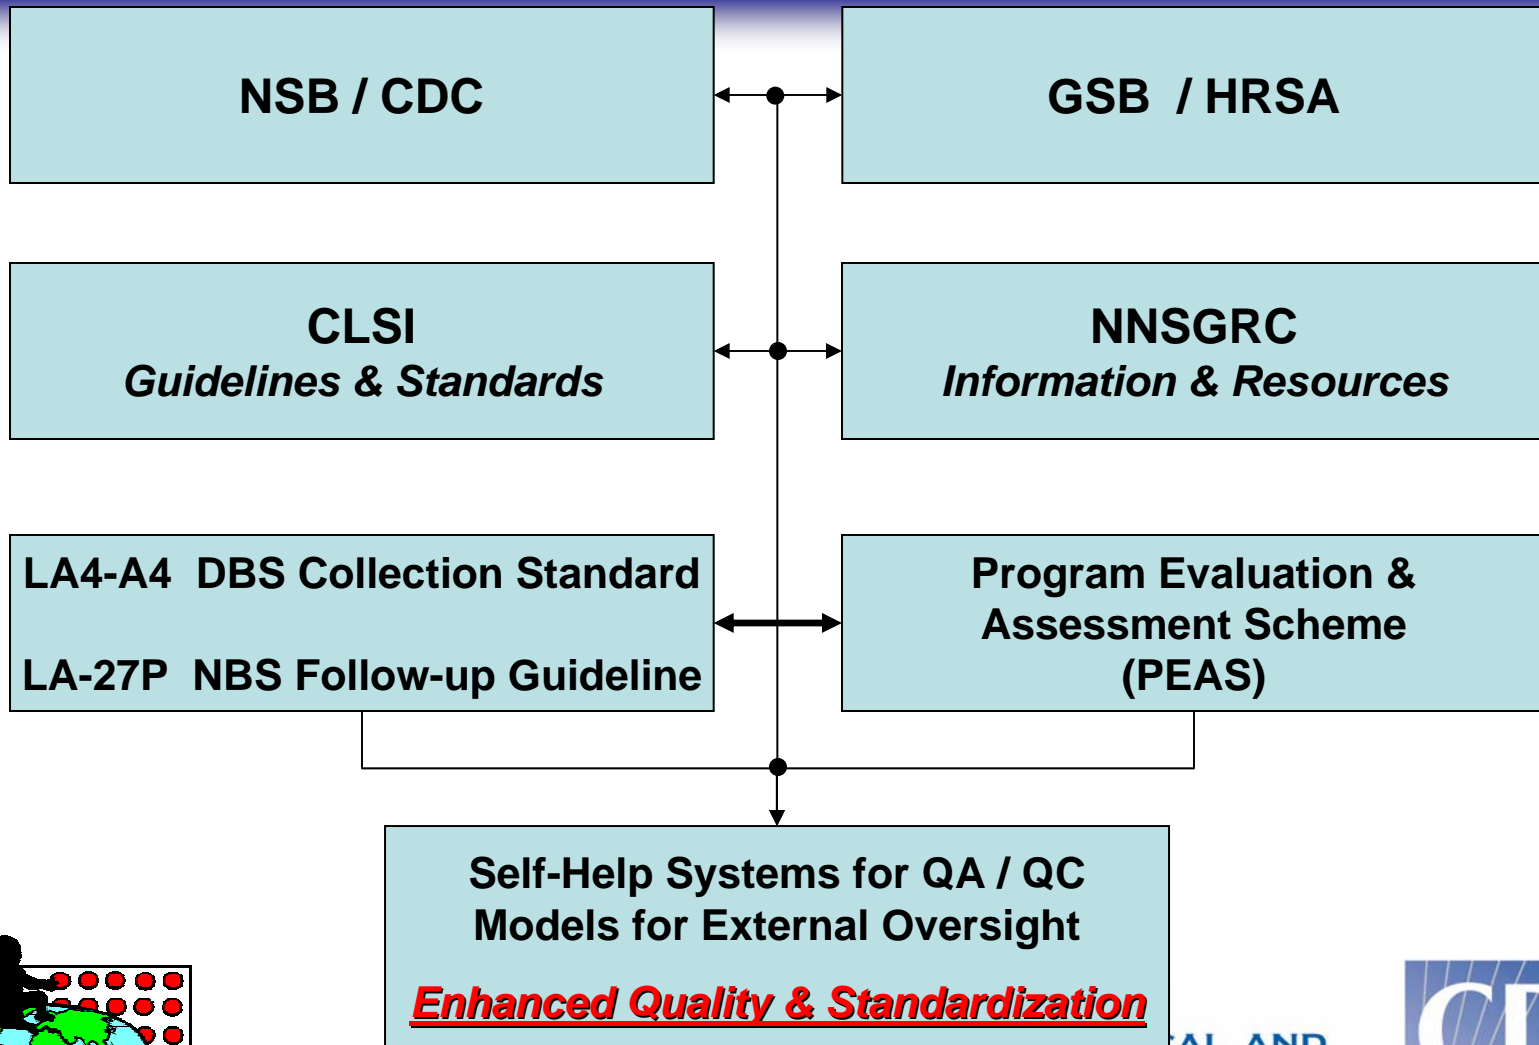 NSB / CDC
GSB / HRSA
CLSI
Guidelines & Standards
NNSGRC
Information & Resources
LA4-A4 DBS Collection Standard
LA-27P NBS Follow-up Guideline
Program Evaluation &
Assessment Scheme
(PEAS)
Self-Help Systems for QA / QC
Models for External Oversight
Enhanced Quality & Standardization
AND